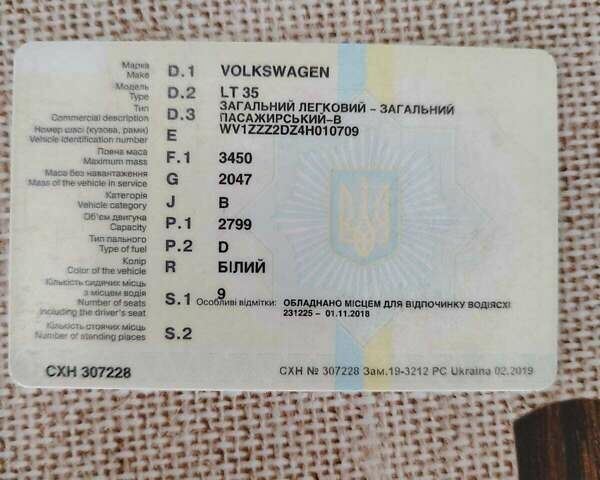 Марка
Make D.1 VOLKSWAGEN
Модель
Type D.2 LT 35
Тип
Commercial description D.3 ЗАГАЛЬНИЙ ЛЕГКОВИЙ - ЗАГАЛЬНИЙ
ПАСАЖИРСЬКИЙ-В
Номер шасі (кузова, рами)
Vehicle identification number E WV1ZZZ2DZ4H010709
Повна маса
Maximum mass F.1 3450
Маса без навантаження
Mass of the vehicle in service G 2047
Категорія
Vehicle category J B
Об'єм двигуна
Capacity P.1 2799
Тип пального
Type of fuel P.2 D
Колір
Color of the vehicle R БІЛИЙ
Кількість сидячих місць
з місцем водія
Number of seats
including the driver's seat S.1 9
Особливі відмітки: ОБЛАДНАНО МІСЦЕМ ДЛЯ ВІДПОЧИНКУ ВОДІЯСХІ
231225 - 01.11.2018
Кількість стоячих місць
Number of standing places S.2
СХН 307228
СХН № 307228 Зам.19-3212 РС Ukraina 02.2019